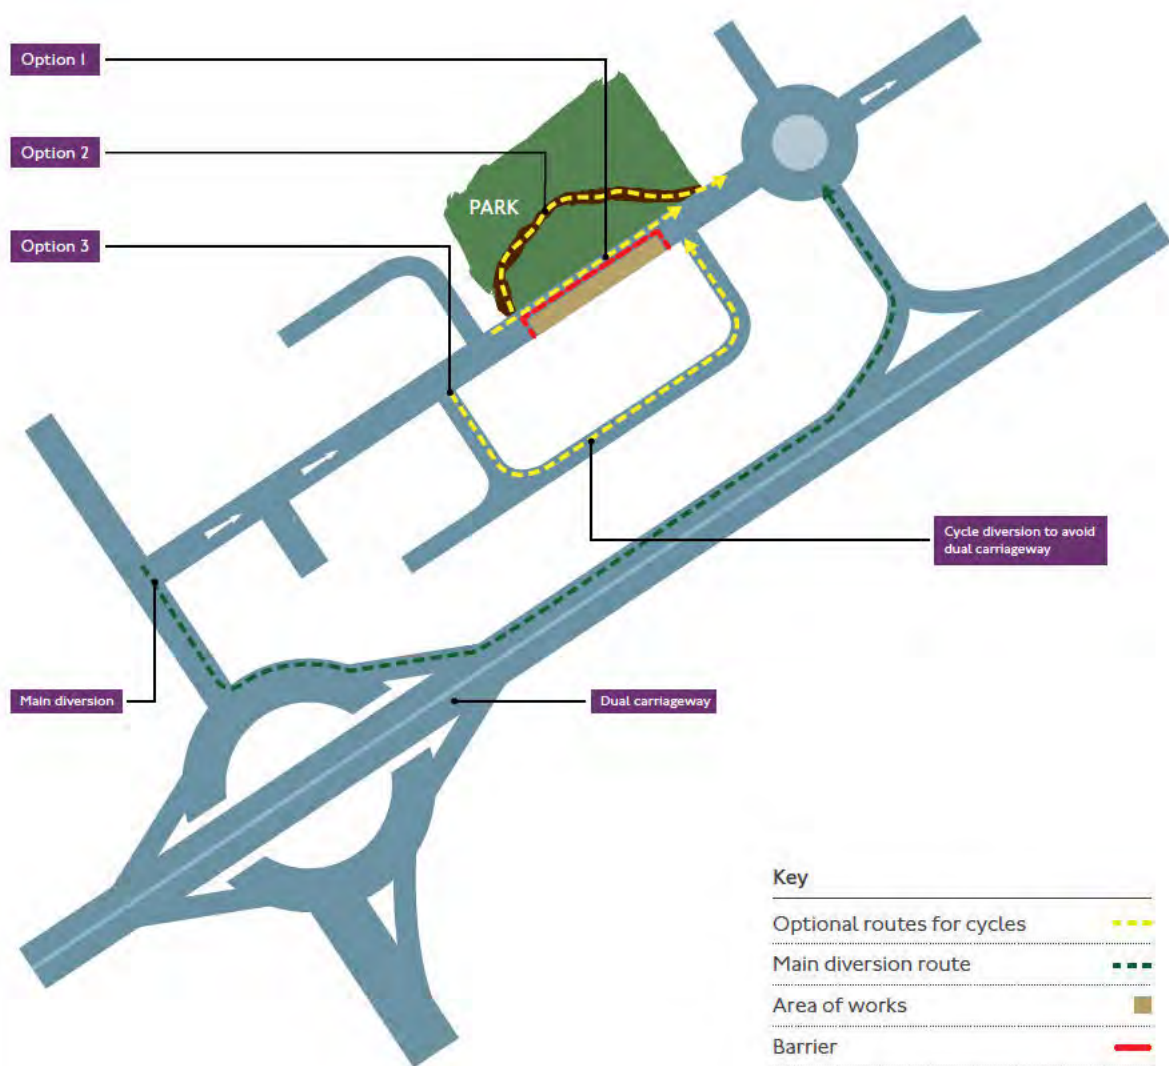 Option 1
Option 2
PARK
Option 3
Cycle diversion to avoid
dual carriageway
Main diversion
Dual carriageway
Key
Optional routes for cycles
Main diversion route
Area of works
Barrier